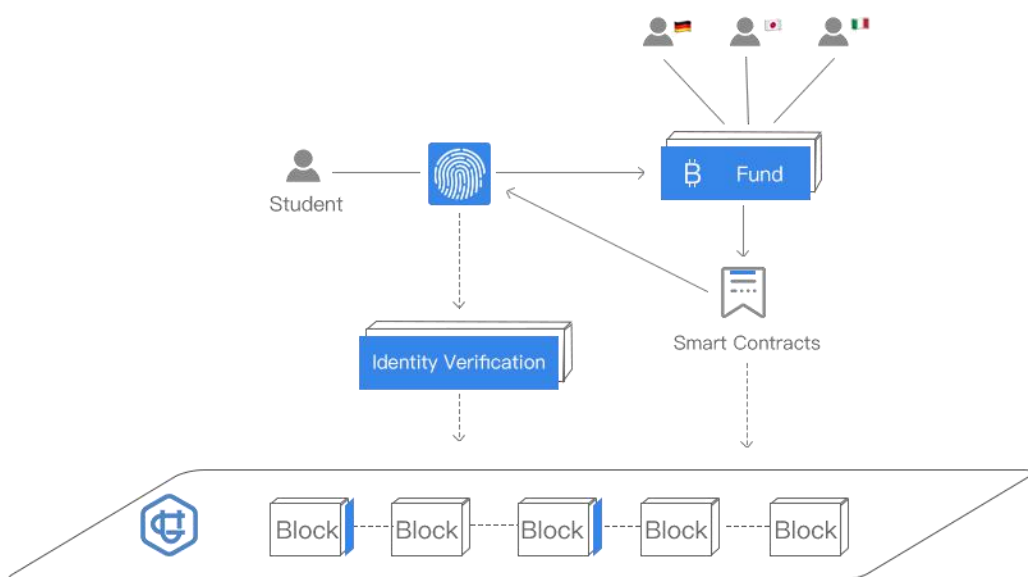 Fund
Student
Smart Contracts
Identity Verification
Block
Block
Block
Block
Block